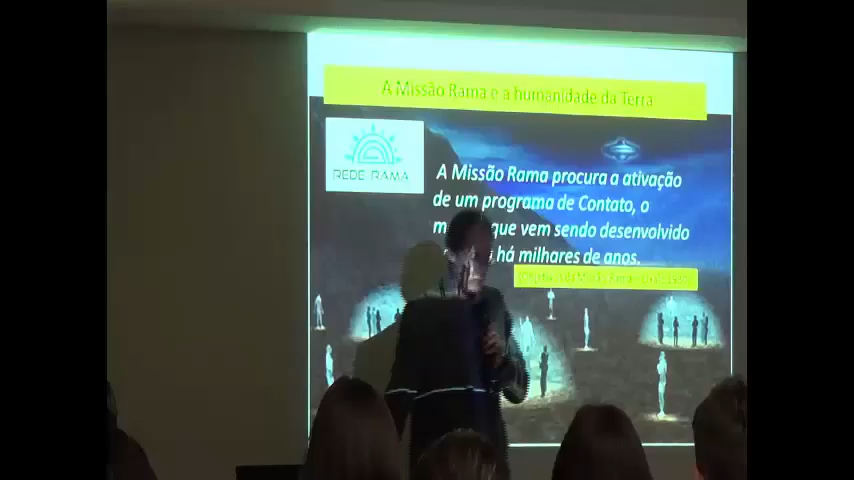 A Missão Rama e a humanidade da Terra
REDE RAMA
A Missão Rama procura a ativação
de um programa de Contato, o
que vem sendo desenvolvido
há milhares de anos.